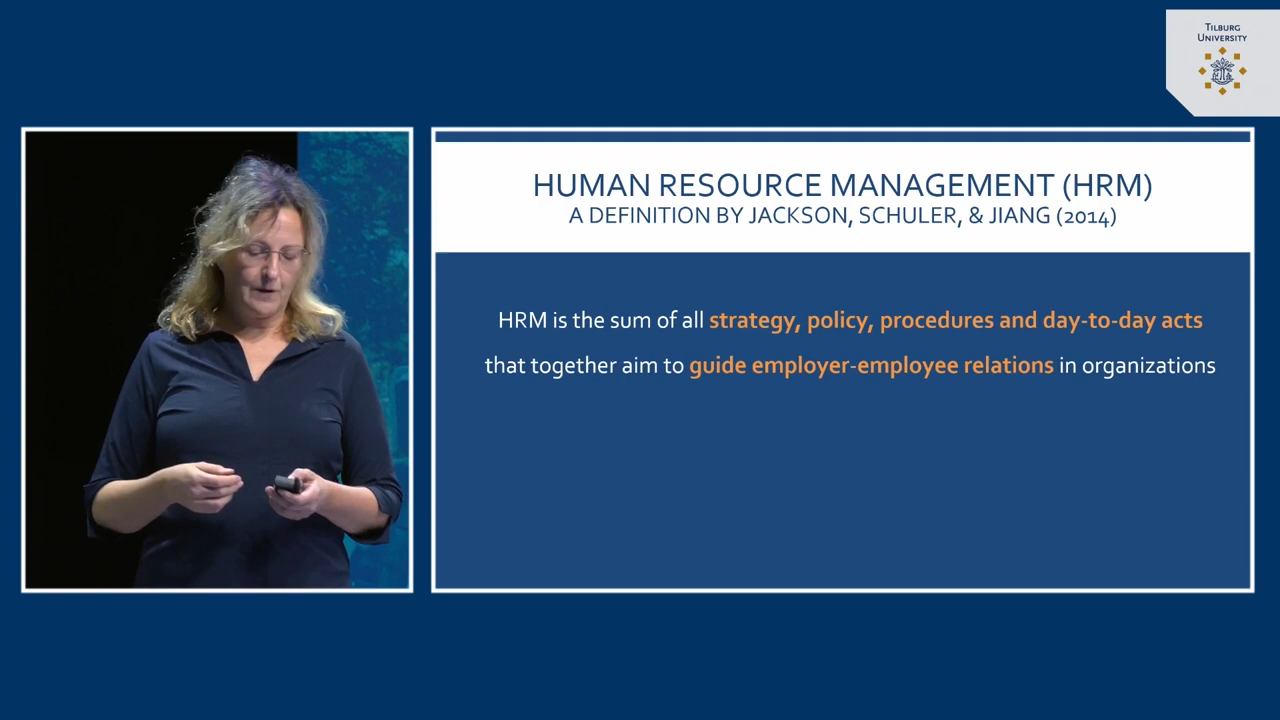 TILBURG
UNIVERSITY
HUMAN RESOURCE MANAGEMENT (HRM)
A DEFINITION BY JACKSON, SCHULER, & JIANG (2014)
HRM is the sum of all strategy, policy, procedures and day-to-day acts
that together aim to guide employer-employee relations in organizations